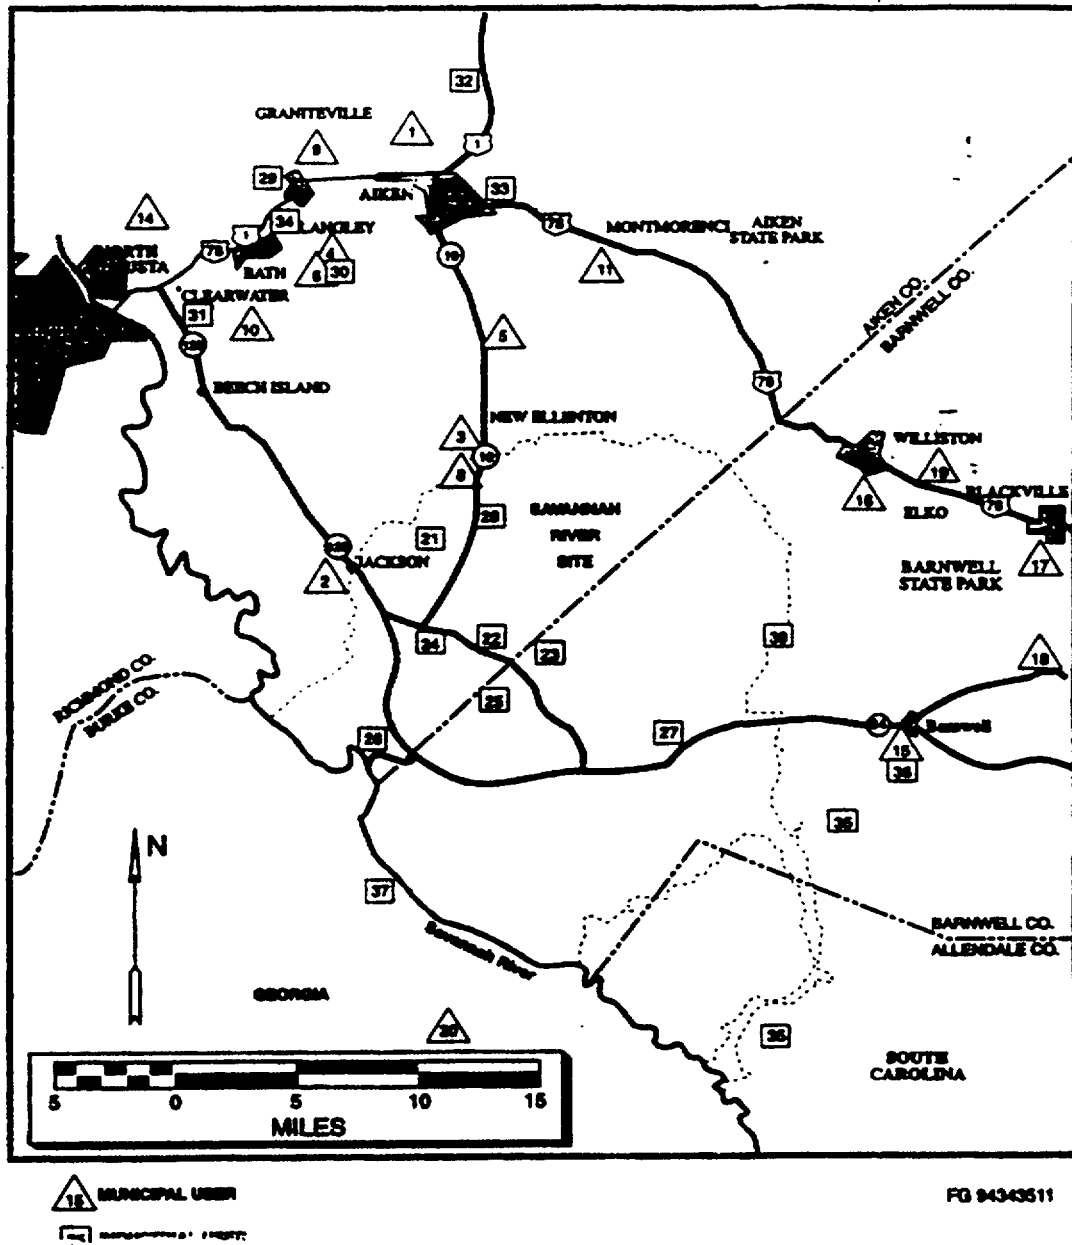 32
GRANITEVILLE
1
1
9
29
AIKEN
33
14
34
LANGLEY
1
78
78
MONTMORENCI
AIKEN
STATE PARK
NORTH
USTA
BATH
4
6
30
19
11
CLEARWATER
31
10
5
AIKEN CO.
BARNWELL CO.
BEECH ISLAND
78
NEW ELLENTON
3
19
8
WILLISTON
19
16
BLACKVILLE
78
ELKO
28
SAVANNAH
RIVER
SITE
21
JACKSON
2
BARNWELL
STATE PARK
17
24
22
23
39
18
RICHMOND CO.
BURKE CO.
25
26
27
64
Barnwell
15
38
36
N
37
Savannah River
BARNWELL CO.
ALLENDALE CO.
GEORGIA
20
35
SOUTH
CAROLINA
5 0 5 10 15
MILES
MUNICIPAL USER
FG 94343511